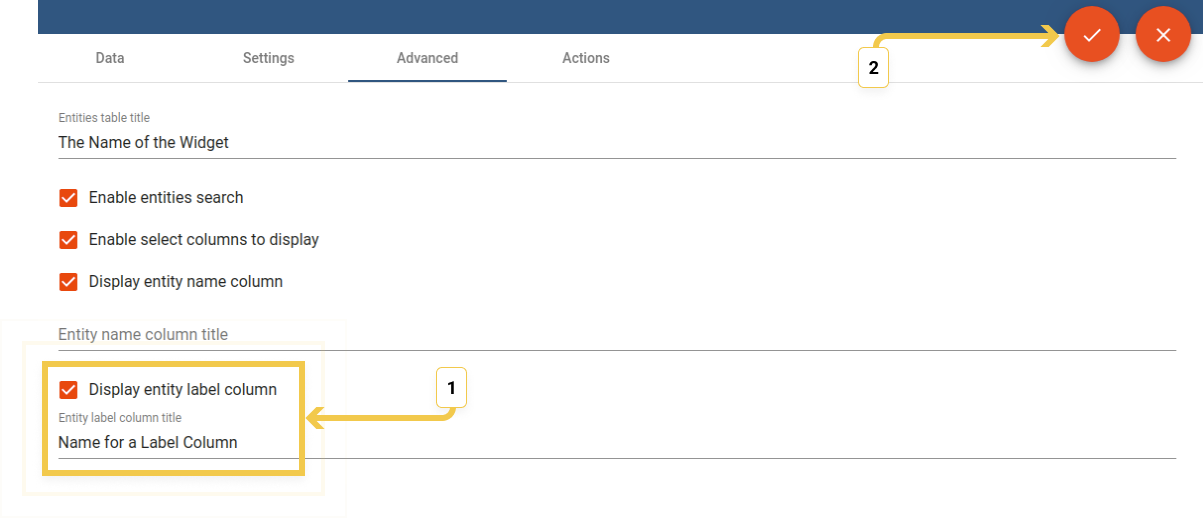 Data Settings Advanced Actions
2
Entities table title
The Name of the Widget
Enable entities search
Enable select columns to display
Display entity name column
Entity name column title
Display entity label column
1
Entity label column title
Name for a Label Column